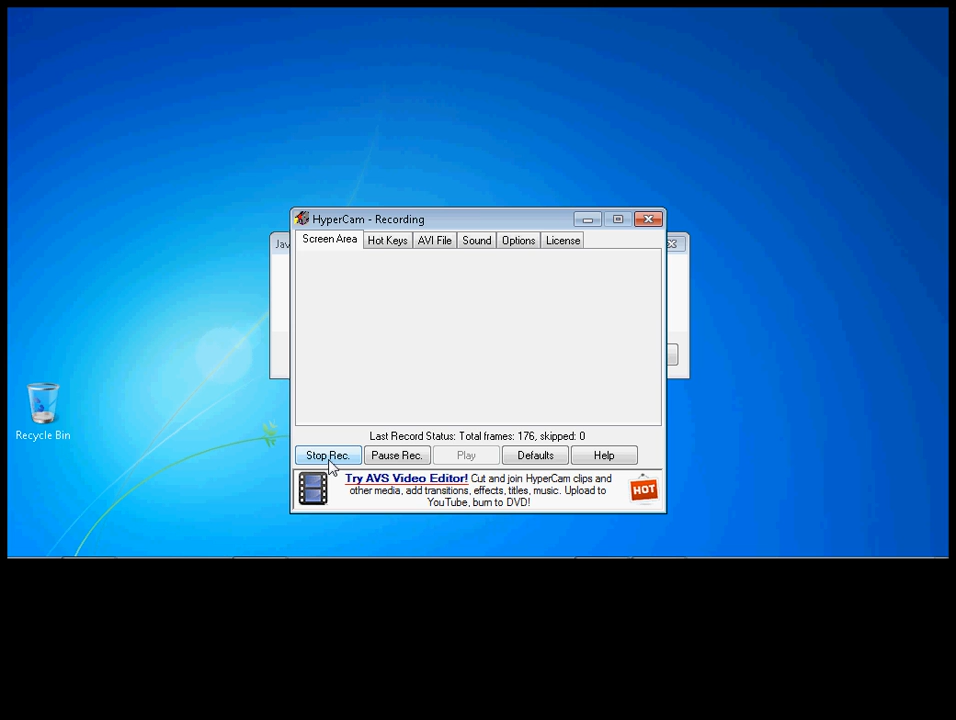 HyperCam - Recording
Jav
Screen Area Hot Keys AVI File Sound Options License
Recycle Bin
Last Record Status: Total frames: 176, skipped: 0
Stop Rec. Pause Rec. Play Defaults Help
Try AVS Video Editor! Cut and join HyperCam clips and
other media, add transitions, effects, titles, music. Upload to
YouTube, burn to DVD!
HOT